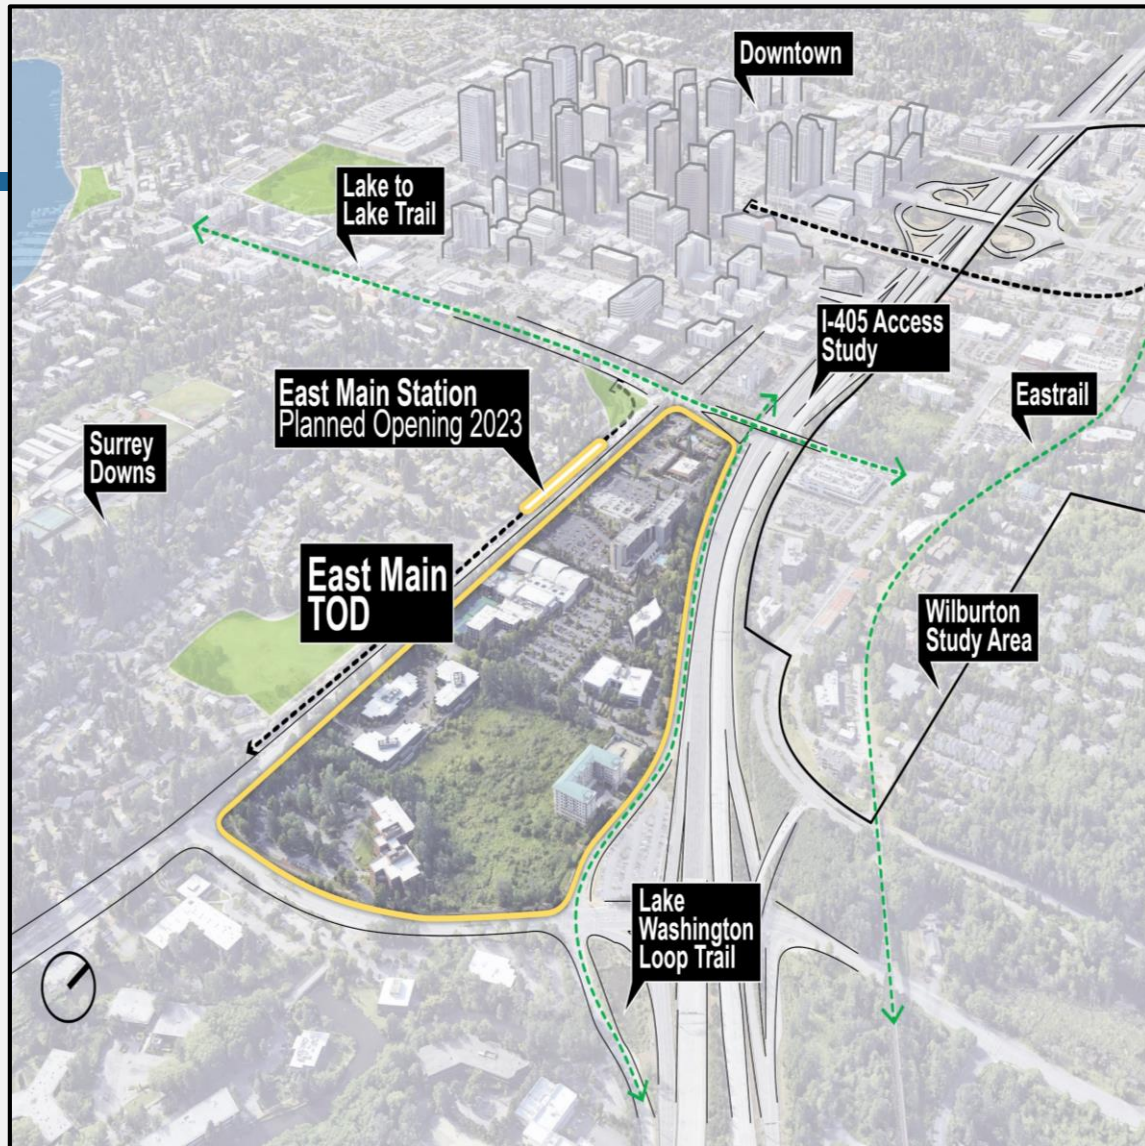 Downtown
Lake to
Lake Trail
I-405 Access
Study
East Main Station
Planned Opening 2023
Eastrail
Surrey
Downs
East Main
TOD
Wilburton
Study Area
Lake
Washington
Loop Trail